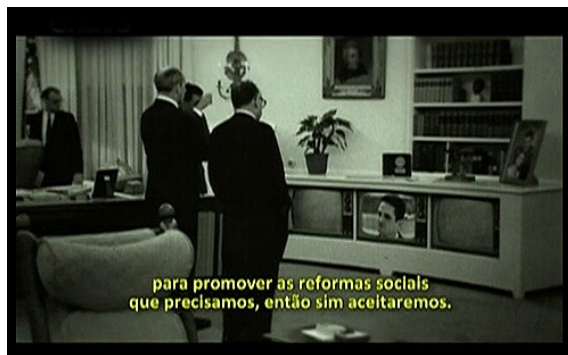 para promover as reformas sociais
que precisamos, então sim aceitaremos.